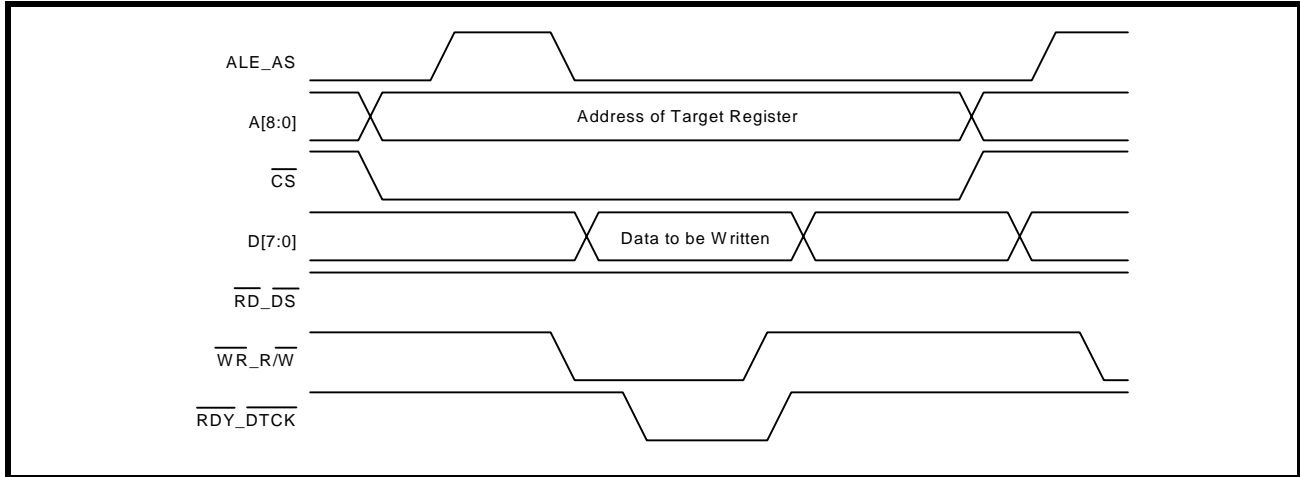 ALE_AS
A[8:0]
Address of Target Register
CS
D[7:0]
Data to be Written
RD_DS
WR_R/W
RDY_DTCK